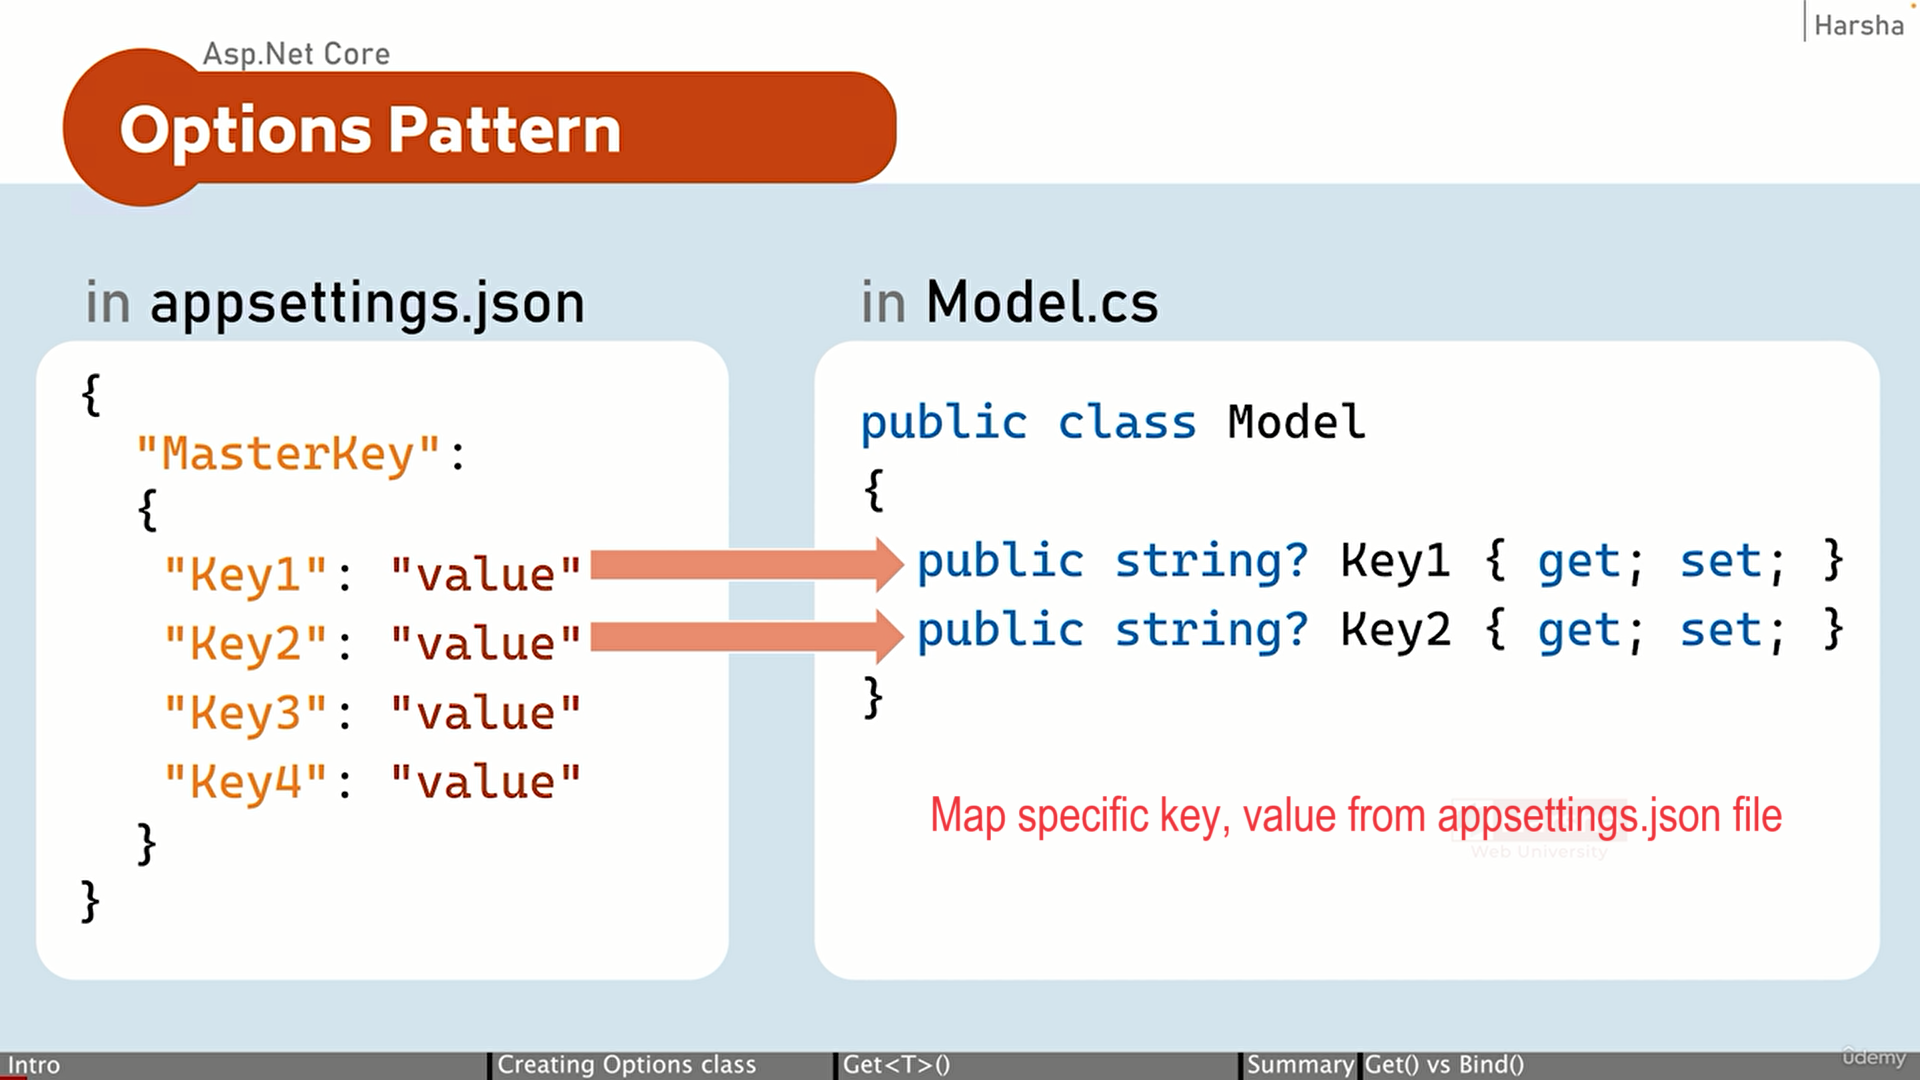 Harsha
Asp.Net Core
Options Pattern
in appsettings.json
{
"MasterKey":
{
"Key1": "value"
"Key2": "value"
"Key3": "value"
"Key4": "value"
}
}
in Model.cs
public class Model
{
public string? Key1 { get; set; }
public string? Key2 { get; set; }
}
Map specific key, value from appsettings.json file
Web University
Intro
Creating Options class
Get<T>()
Summary
Get() vs Bind()
ûdemy